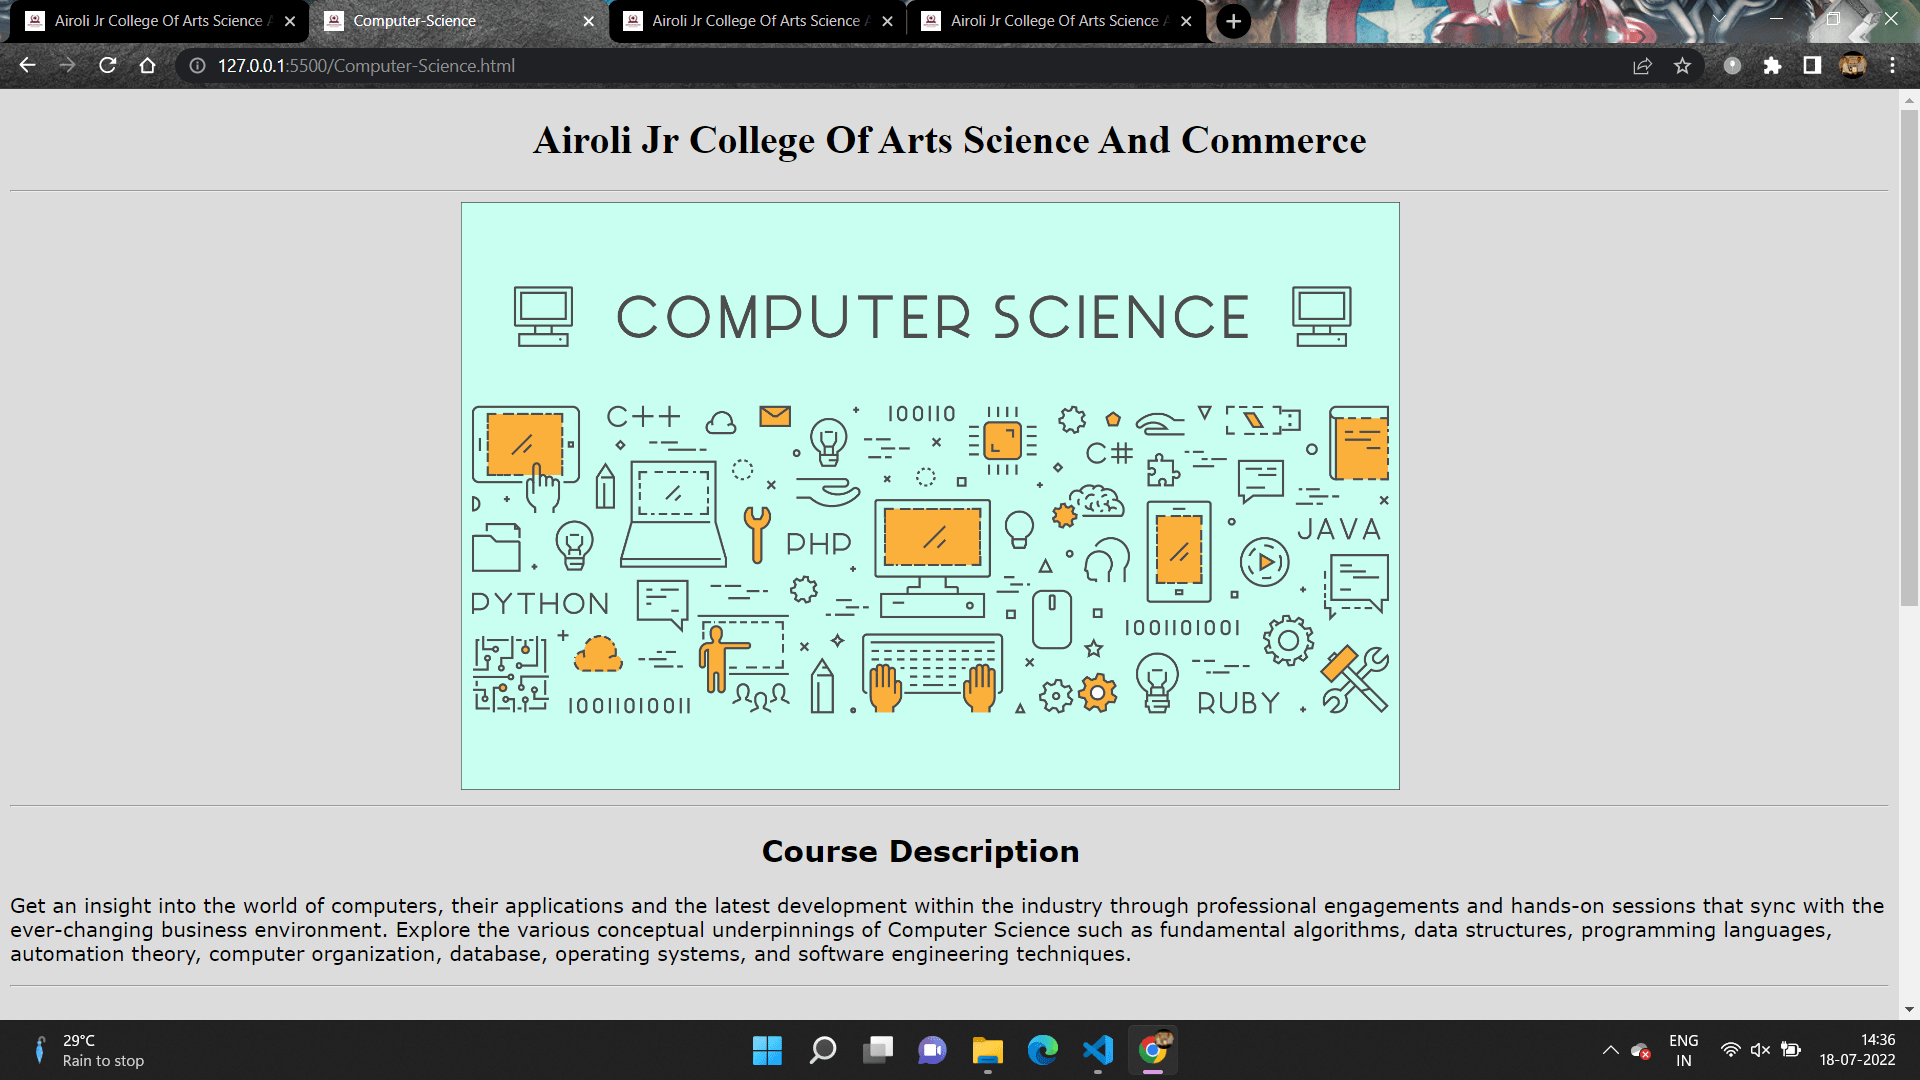 Airoli Jr College Of Arts Science
Computer-Science
Airoli Jr College Of Arts Science
Airoli Jr College Of Arts Science
127.0.0.1:5500/Computer-Science.html
Airoli Jr College Of Arts Science And Commerce
COMPUTER SCIENCE
C++
100110
C#
PHP
JAVA
PYTHON
1001101001
10011010011
RUBY
Course Description
Get an insight into the world of computers, their applications and the latest development within the industry through professional engagements and hands-on sessions that sync with the
ever-changing business environment. Explore the various conceptual underpinnings of Computer Science such as fundamental algorithms, data structures, programming languages,
automation theory, computer organization, database, operating systems, and software engineering techniques.
29°C
Rain to stop
ENG
IN
14:36
18-07-2022